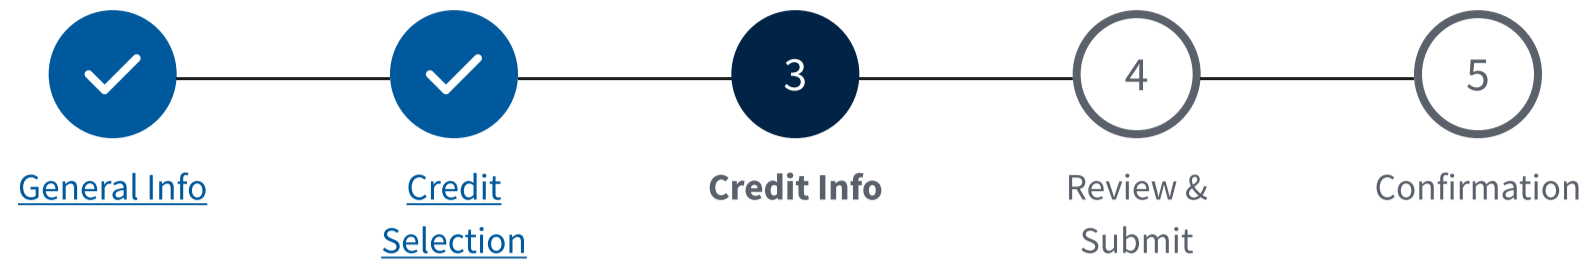 3
4
5
General Info
Credit
Selection
Credit Info
Review &
Submit
Confirmation